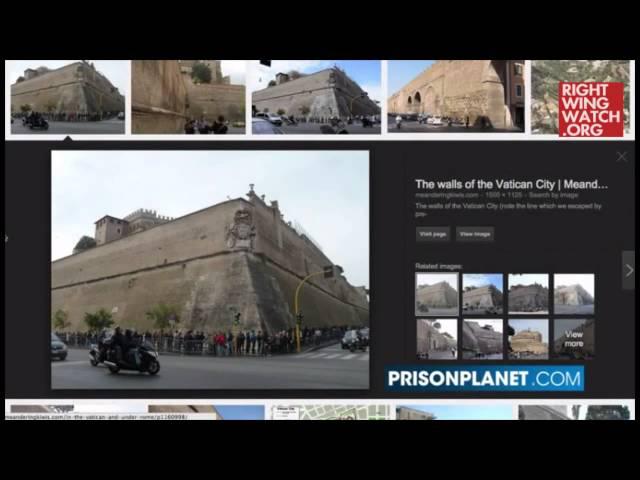 RIGHT
WING
WATCH
.ORG
The walls of the Vatican City | Meand...
meanderingkiwis.com - 1500 × 1125 - Search by image
The walls of the Vatican City (note the line which we escaped by
pre-
Visit page
View image
Related images:
View
more
PRISONPLANET.COM
meanderingkiwis.com/in-the-vatican-and-under-rome/p1160998/